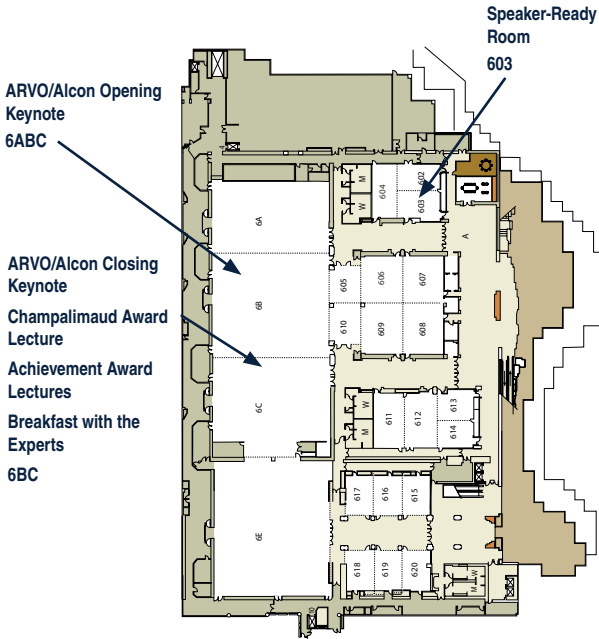 Speaker-Ready
Room
603
ARVO/Alcon Opening
Keynote
6ABC
ARVO/Alcon Closing
Keynote
Champalimaud Award
Lecture
Achievement Award
Lectures
Breakfast with the
Experts
6BC
6A
6B
6C
6E
M
W
604
602
603
A
605
606
607
610
609
608
W
M
611
612
613
614
617
616
615
618
619
620
W
M
10